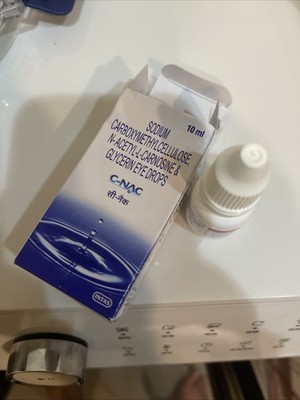 SODIUM 10 ml
CARBOXYMETHYLCELLULOSE,
N-ACETYL-L-CARNOSINE &
GLYCERIN EYE DROPS
C-NAC
सी-नैक
INTAS